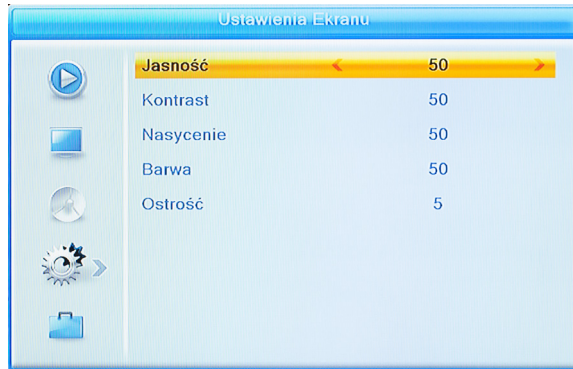 Ustawienia Ekranu
Jasność 50
Kontrast 50
Nasycenie 50
Barwa 50
Ostrość 5